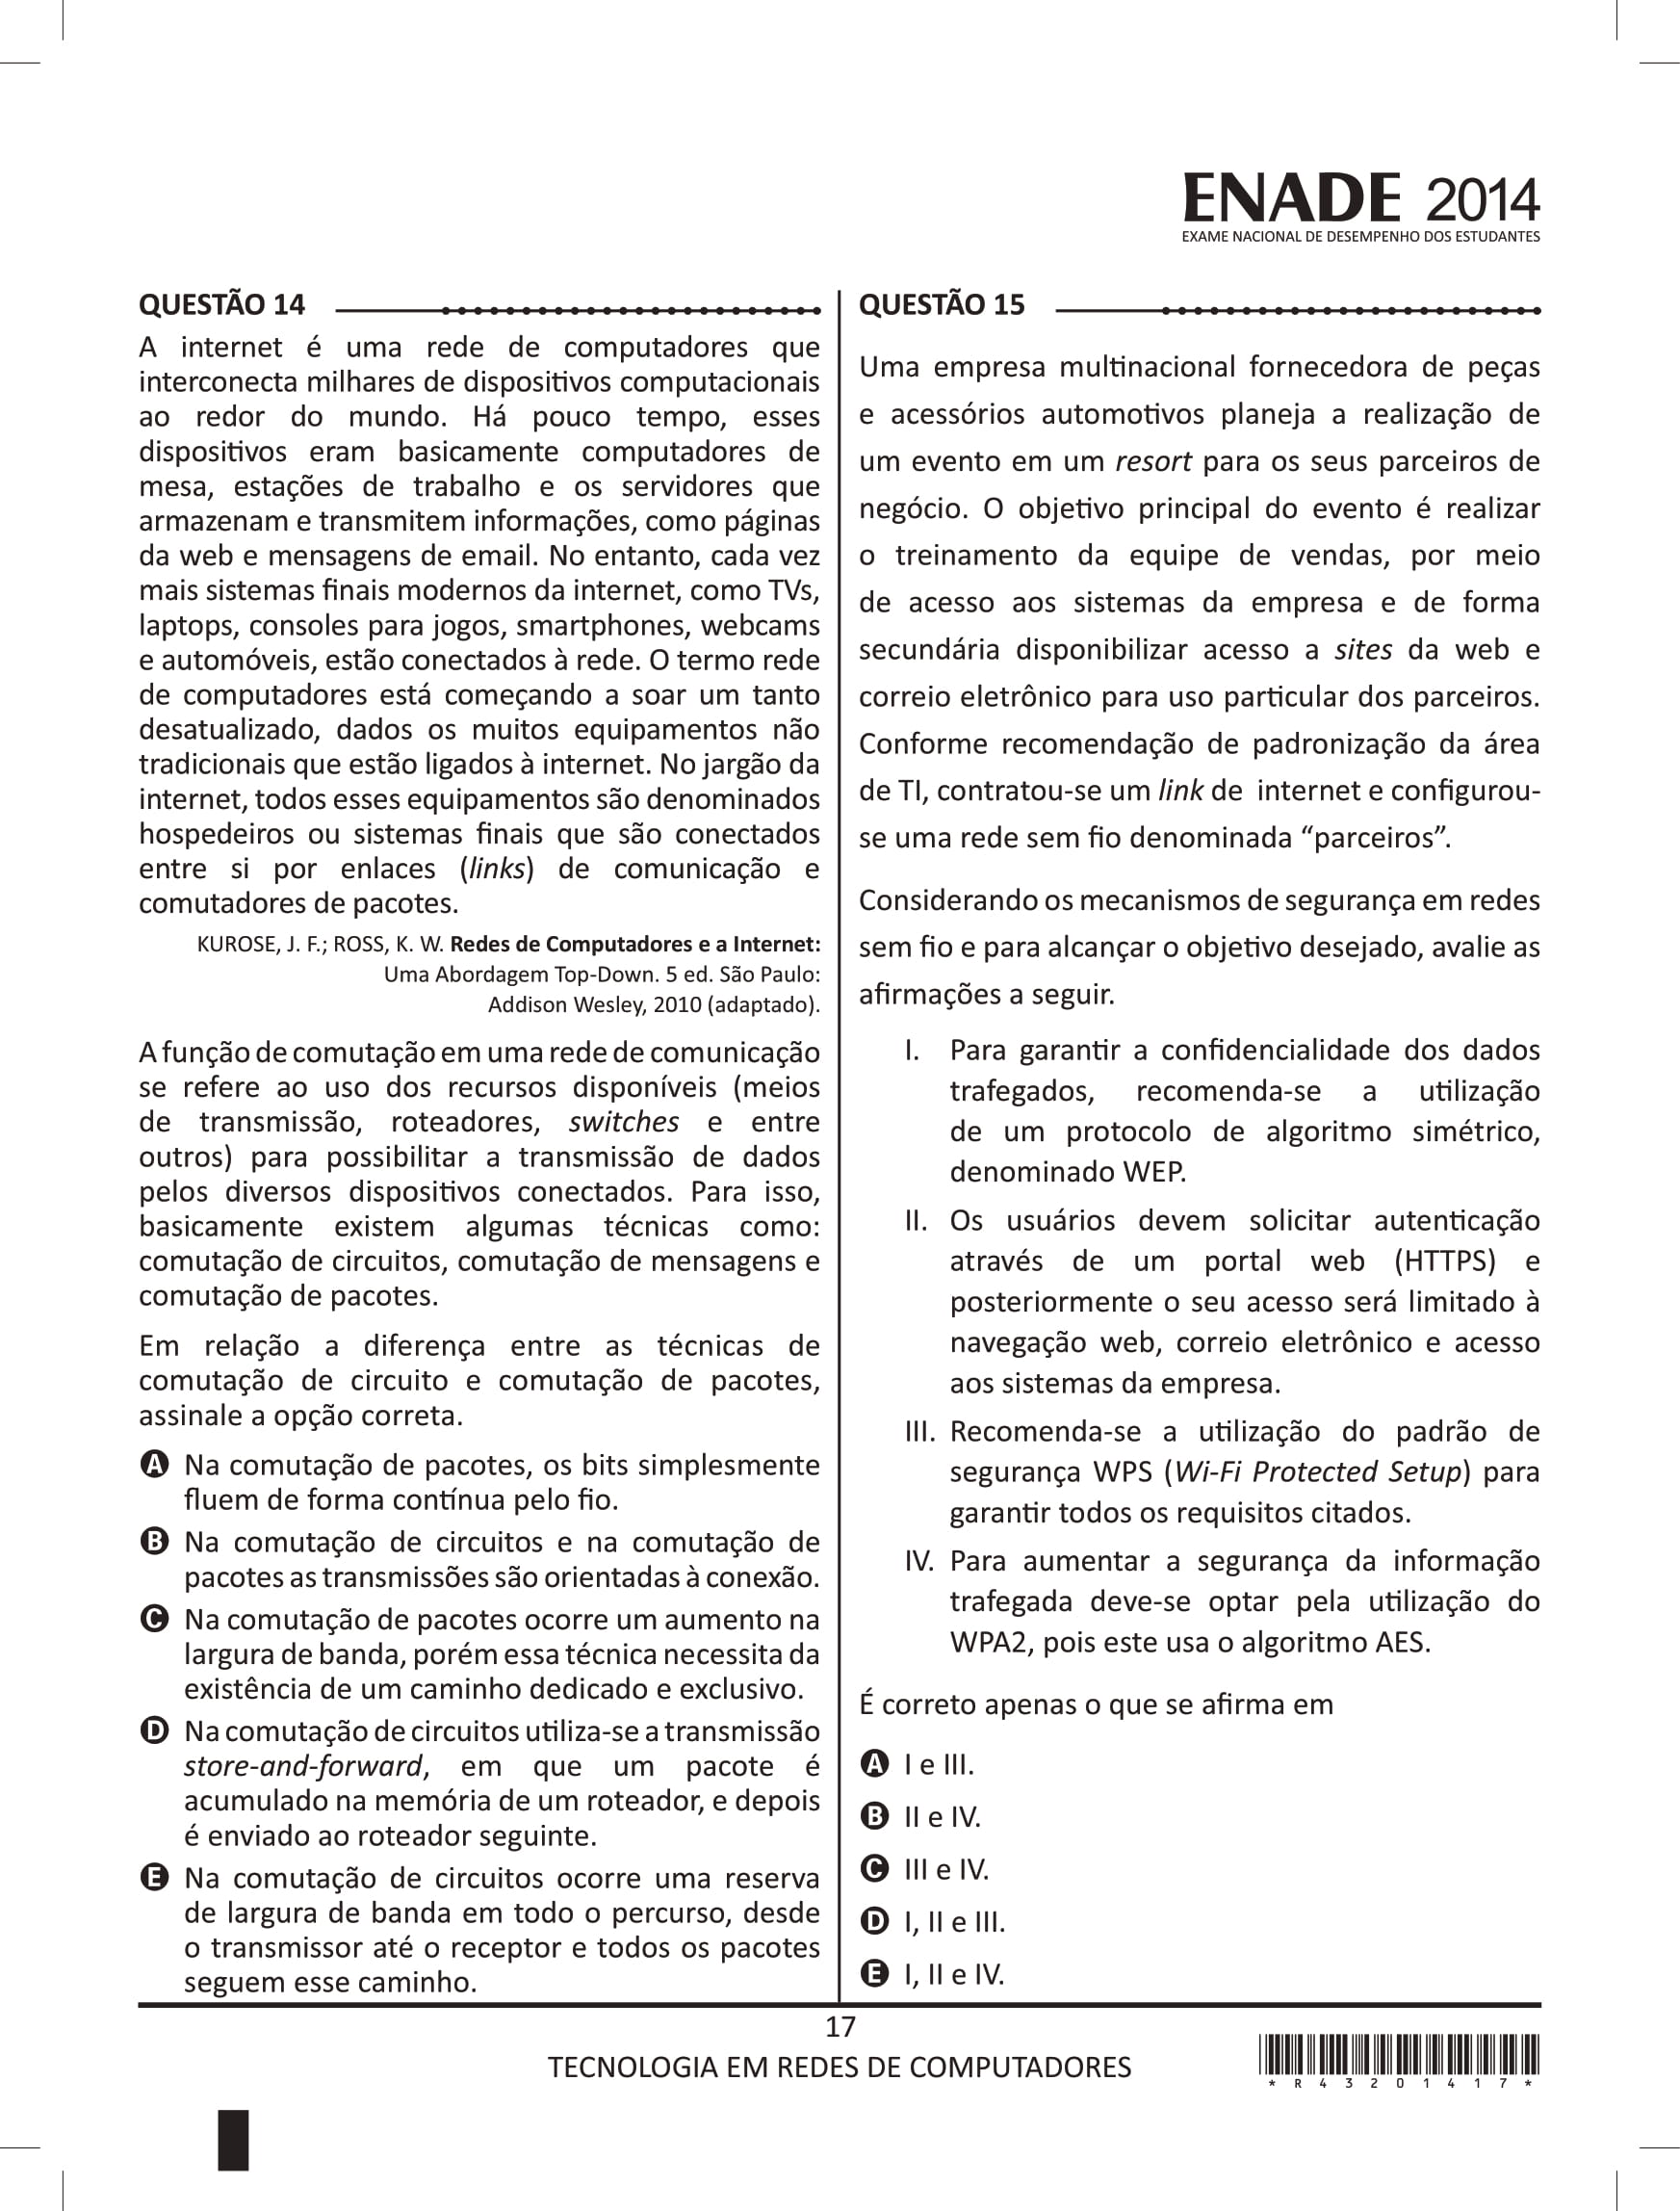 ENADE 2014
EXAME NACIONAL DE DESEMPENHO DOS ESTUDANTES
QUESTÃO 14
A internet é uma rede de computadores que
interconecta milhares de dispositivos computacionais
ao redor do mundo. Há pouco tempo, esses
dispositivos eram basicamente computadores de
mesa, estações de trabalho e os servidores que
armazenam e transmitem informações, como páginas
da web e mensagens de email. No entanto, cada vez
mais sistemas finais modernos da internet, como TVs,
laptops, consoles para jogos, smartphones, webcams
e automóveis, estão conectados à rede. O termo rede
de computadores está começando a soar um tanto
desatualizado, dados os muitos equipamentos não
tradicionais que estão ligados à internet. No jargão da
internet, todos esses equipamentos são denominados
hospedeiros ou sistemas finais que são conectados
entre si por enlaces (links) de comunicação e
comutadores de pacotes.
KUROSE, J. F.; ROSS, K. W. Redes de Computadores e a Internet:
Uma Abordagem Top-Down. 5 ed. São Paulo:
Addison Wesley, 2010 (adaptado).
A função de comutação em uma rede de comunicação
se refere ao uso dos recursos disponíveis (meios
de transmissão, roteadores, switches e entre
outros) para possibilitar a transmissão de dados
pelos diversos dispositivos conectados. Para isso,
basicamente existem algumas técnicas como:
comutação de circuitos, comutação de mensagens e
comutação de pacotes.
Em relação a diferença entre as técnicas de
comutação de circuito e comutação de pacotes,
assinale a opção correta.
A Na comutação de pacotes, os bits simplesmente
fluem de forma contínua pelo fio.
B Na comutação de circuitos e na comutação de
pacotes as transmissões são orientadas à conexão.
C Na comutação de pacotes ocorre um aumento na
largura de banda, porém essa técnica necessita da
existência de um caminho dedicado e exclusivo.
D Na comutação de circuitos utiliza-se a transmissão
store-and-forward, em que um pacote é
acumulado na memória de um roteador, e depois
é enviado ao roteador seguinte.
E Na comutação de circuitos ocorre uma reserva
de largura de banda em todo o percurso, desde
o transmissor até o receptor e todos os pacotes
seguem esse caminho.
QUESTÃO 15
Uma empresa multinacional fornecedora de peças
e acessórios automotivos planeja a realização de
um evento em um resort para os seus parceiros de
negócio. O objetivo principal do evento é realizar
o treinamento da equipe de vendas, por meio
de acesso aos sistemas da empresa e de forma
secundária disponibilizar acesso a sites da web e
correio eletrônico para uso particular dos parceiros.
Conforme recomendação de padronização da área
de TI, contratou-se um link de internet e configurou-
se uma rede sem fio denominada “parceiros”.
Considerando os mecanismos de segurança em redes
sem fio e para alcançar o objetivo desejado, avalie as
afirmações a seguir.
I. Para garantir a confidencialidade dos dados
trafegados, recomenda-se a utilização
de um protocolo de algoritmo simétrico,
denominado WEP.
II. Os usuários devem solicitar autenticação
através de um portal web (HTTPS) e
posteriormente o seu acesso será limitado à
navegação web, correio eletrônico e acesso
aos sistemas da empresa.
III. Recomenda-se a utilização do padrão de
segurança WPS (Wi-Fi Protected Setup) para
garantir todos os requisitos citados.
IV. Para aumentar a segurança da informação
trafegada deve-se optar pela utilização do
WPA2, pois este usa o algoritmo AES.
É correto apenas o que se afirma em
A I e III.
B II e IV.
C III e IV.
D I, II e III.
E I, II e IV.
17
TECNOLOGIA EM REDES DE COMPUTADORES
* R 4 3 2 0 1 4 1 7 *